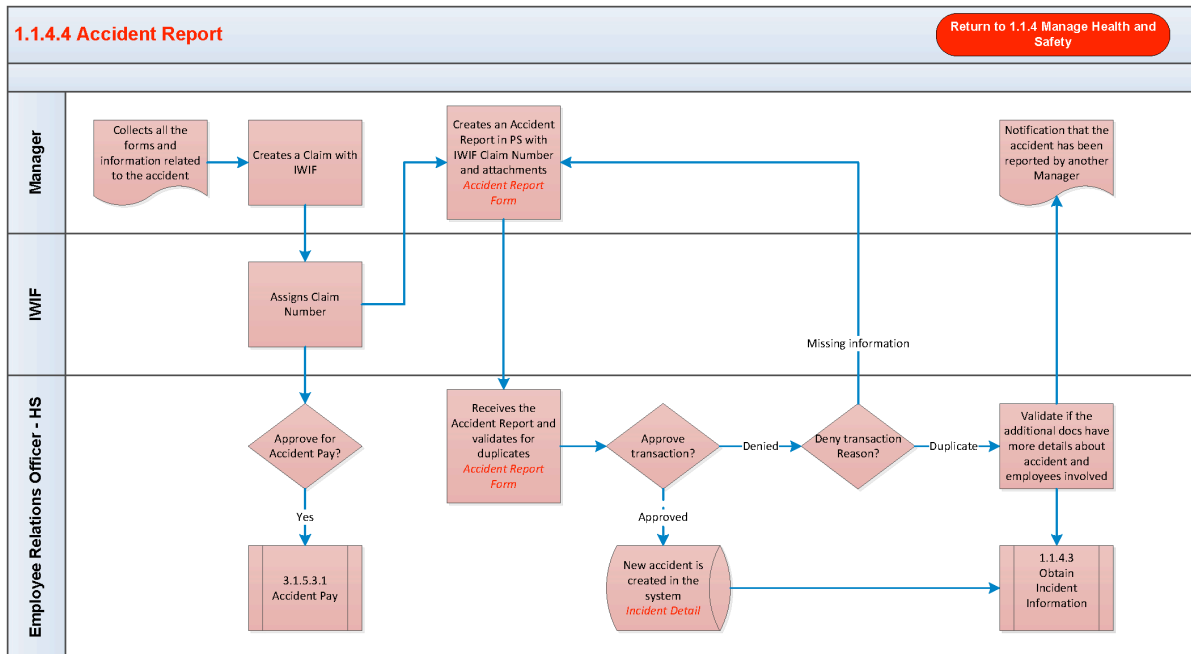 1.1.4.4 Accident Report
Return to 1.1.4 Manage Health and
Safety
Manager
Collects all the
forms and
information related
to the accident
Creates a Claim with
IWIF
Creates an Accident
Report in PS with
IWIF Claim Number
and attachments
Accident Report
Form
Notification that the
accident has been
reported by another
Manager
IWIF
Assigns Claim
Number
Missing information
Employee Relations Officer - HS
Approve for
Accident Pay?
Receives the
Accident Report and
validates for
duplicates
Accident Report
Form
Approve
transaction?
Denied
Deny transaction
Reason?
Duplicate
Validate if the
additional docs have
more details about
accident and
employees involved
Yes
Approved
3.1.5.3.1
Accident Pay
New accident is
created in the
system
Incident Detail
1.1.4.3
Obtain
Incident
Information